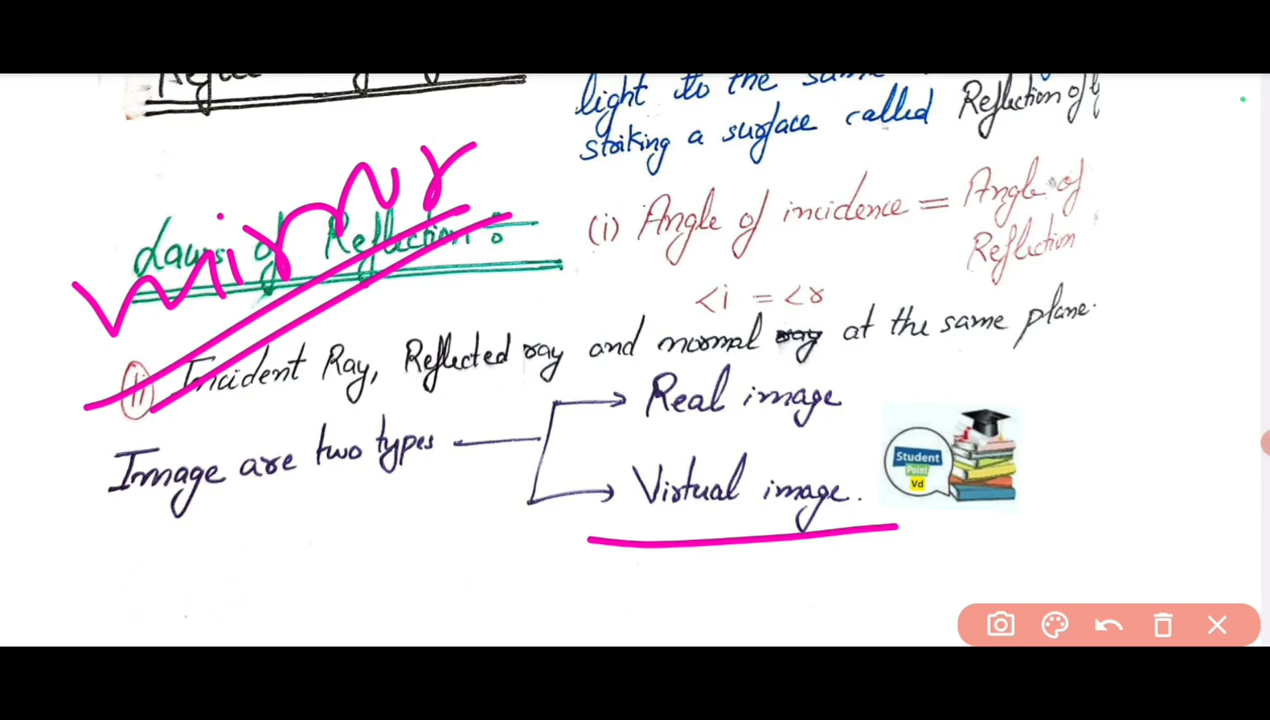 light to the same
striking a surface called Reflection of
mirror
Laws of Reflection :
(i) Angle of incidence = Angle of
Reflection
<i = <r
(ii) Incident Ray, Reflected ray and normal ray at the same plane.
Image are two types
Real image
Virtual image.
Student
Point
Vd